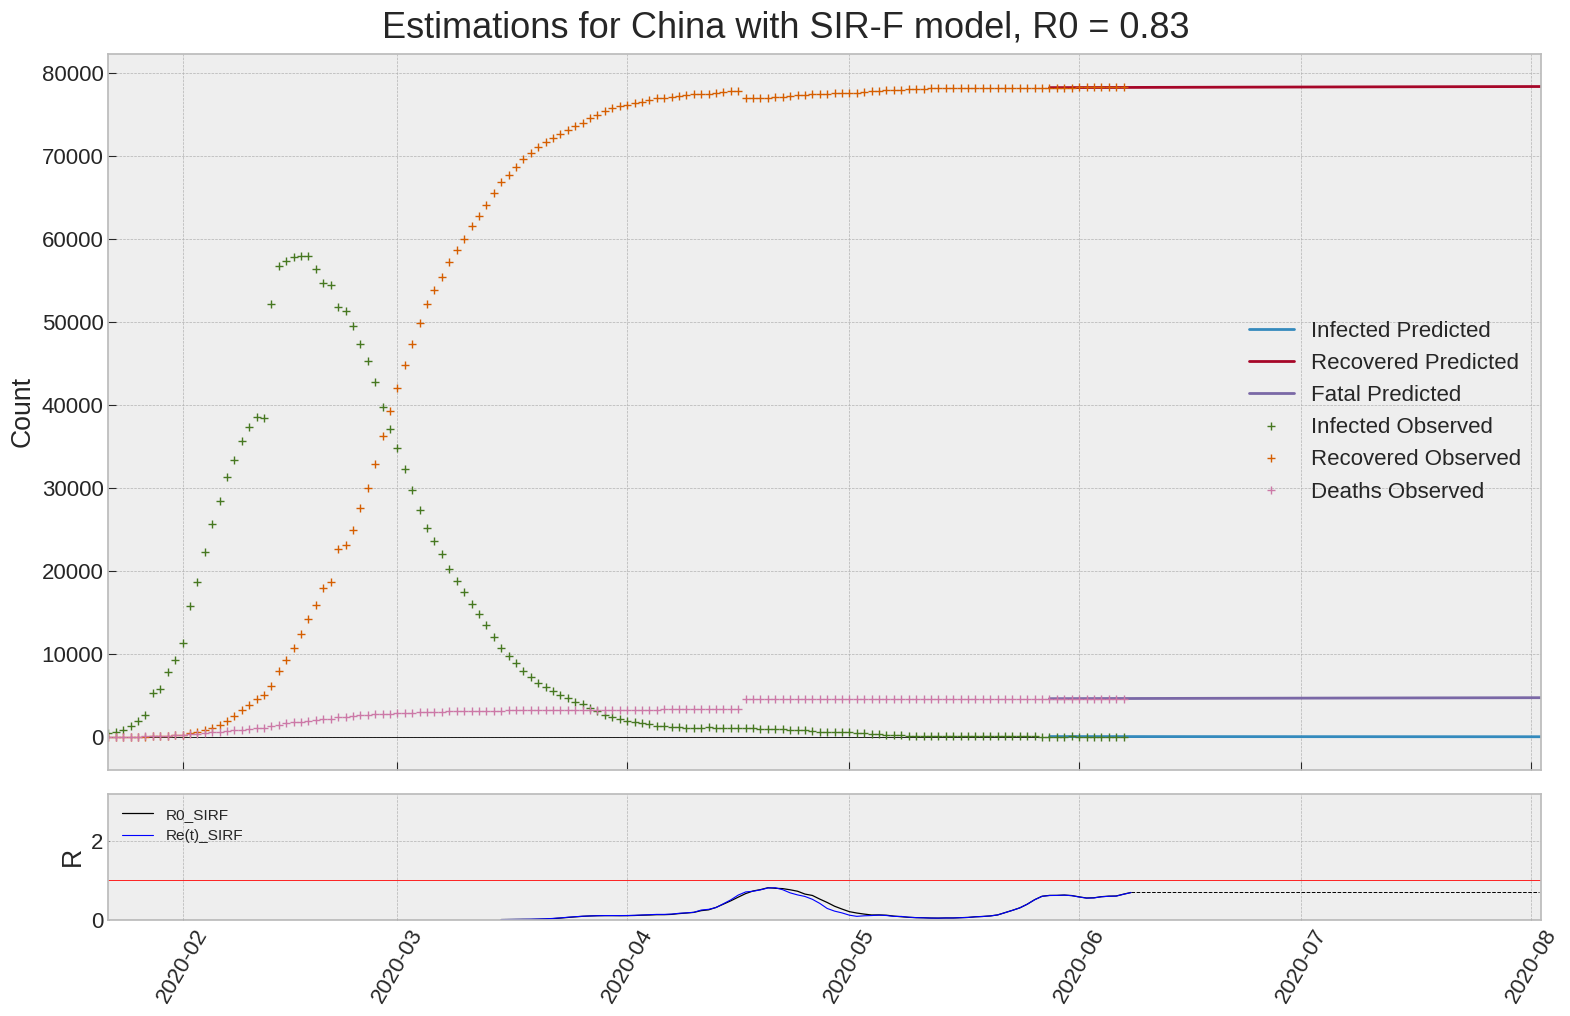 Estimations for China with SIR-F model, R0 = 0.83
80000
70000
60000
50000
40000
30000
20000
10000
0
Count
Infected Predicted
Recovered Predicted
Fatal Predicted
Infected Observed
Recovered Observed
Deaths Observed
R0_SIRF
Re(t)_SIRF
2
0
R
2020-02
2020-03
2020-04
2020-05
2020-06
2020-07
2020-08